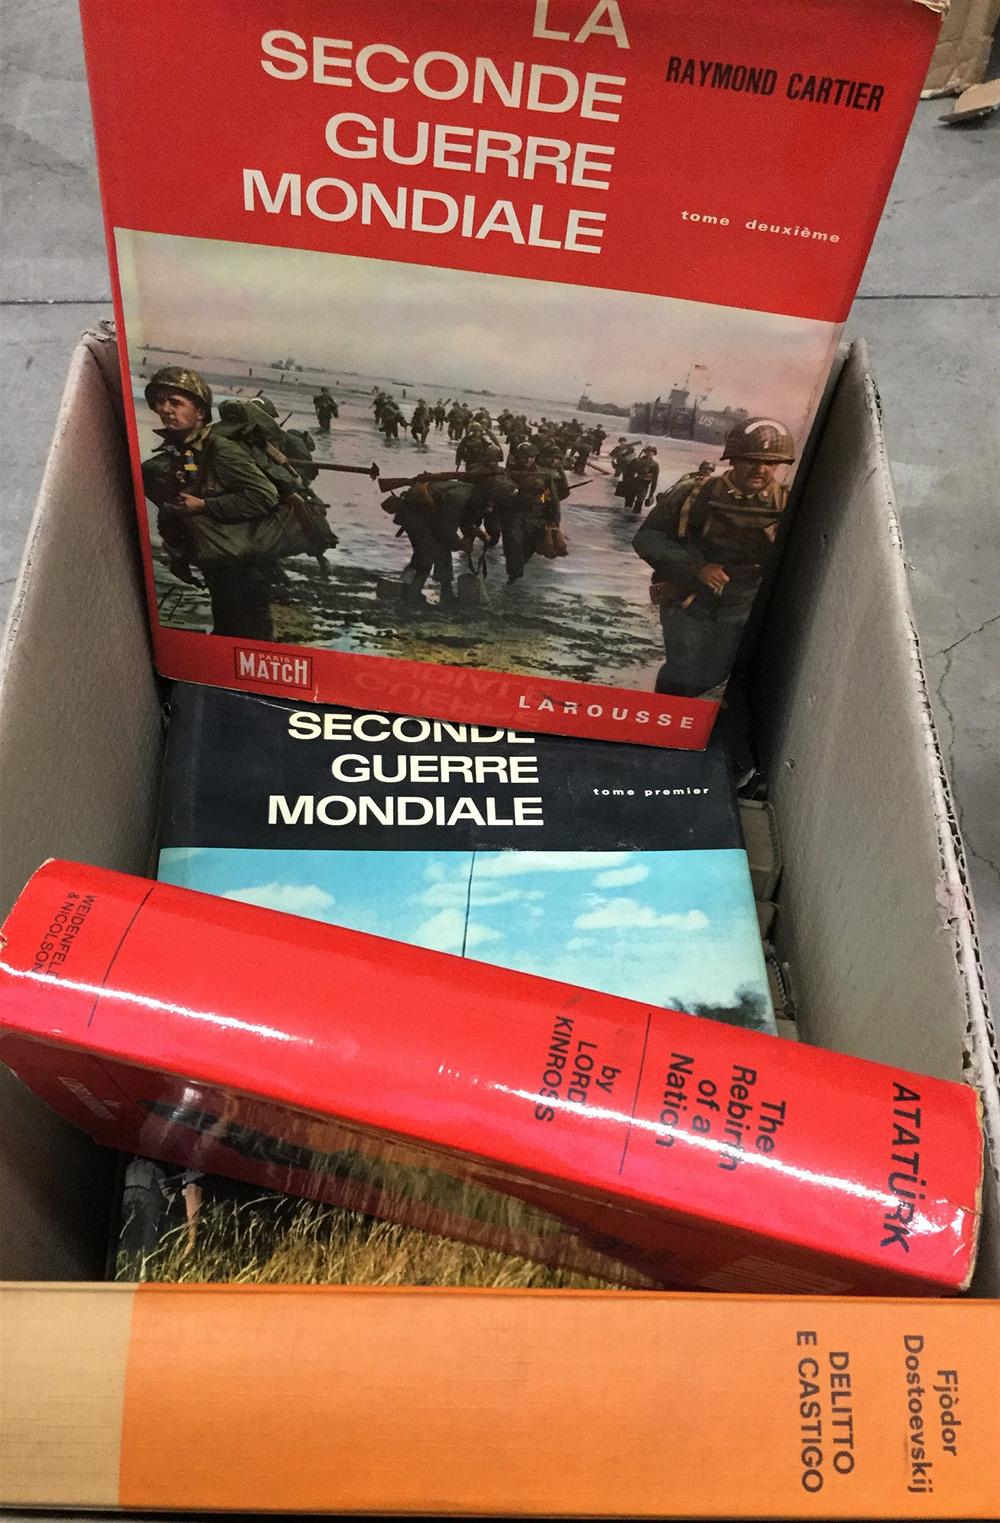 LA
SECONDE
GUERRE
MONDIALE
RAYMOND CARTIER
tome deuxième
US
PARIS
MATCH
LAROUSSE
SECONDE
GUERRE
MONDIALE
tome premier
ATATÜRK
The
Rebirth
of a
Nation
by
LORD
KINROSS
WEIDENFELD
& NICOLSON
Fjòdor
Dostoevskij
DELITTO
E CASTIGO